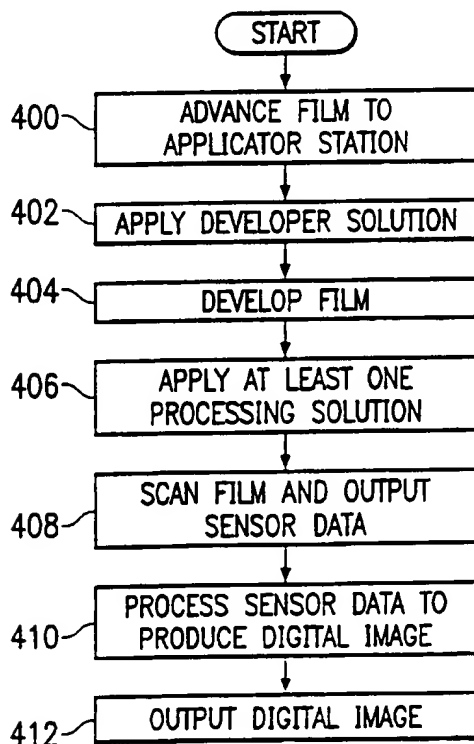 START
400
ADVANCE FILM TO
APPLICATOR STATION
402
APPLY DEVELOPER SOLUTION
404
DEVELOP FILM
406
APPLY AT LEAST ONE
PROCESSING SOLUTION
408
SCAN FILM AND OUTPUT
SENSOR DATA
410
PROCESS SENSOR DATA TO
PRODUCE DIGITAL IMAGE
412
OUTPUT DIGITAL IMAGE